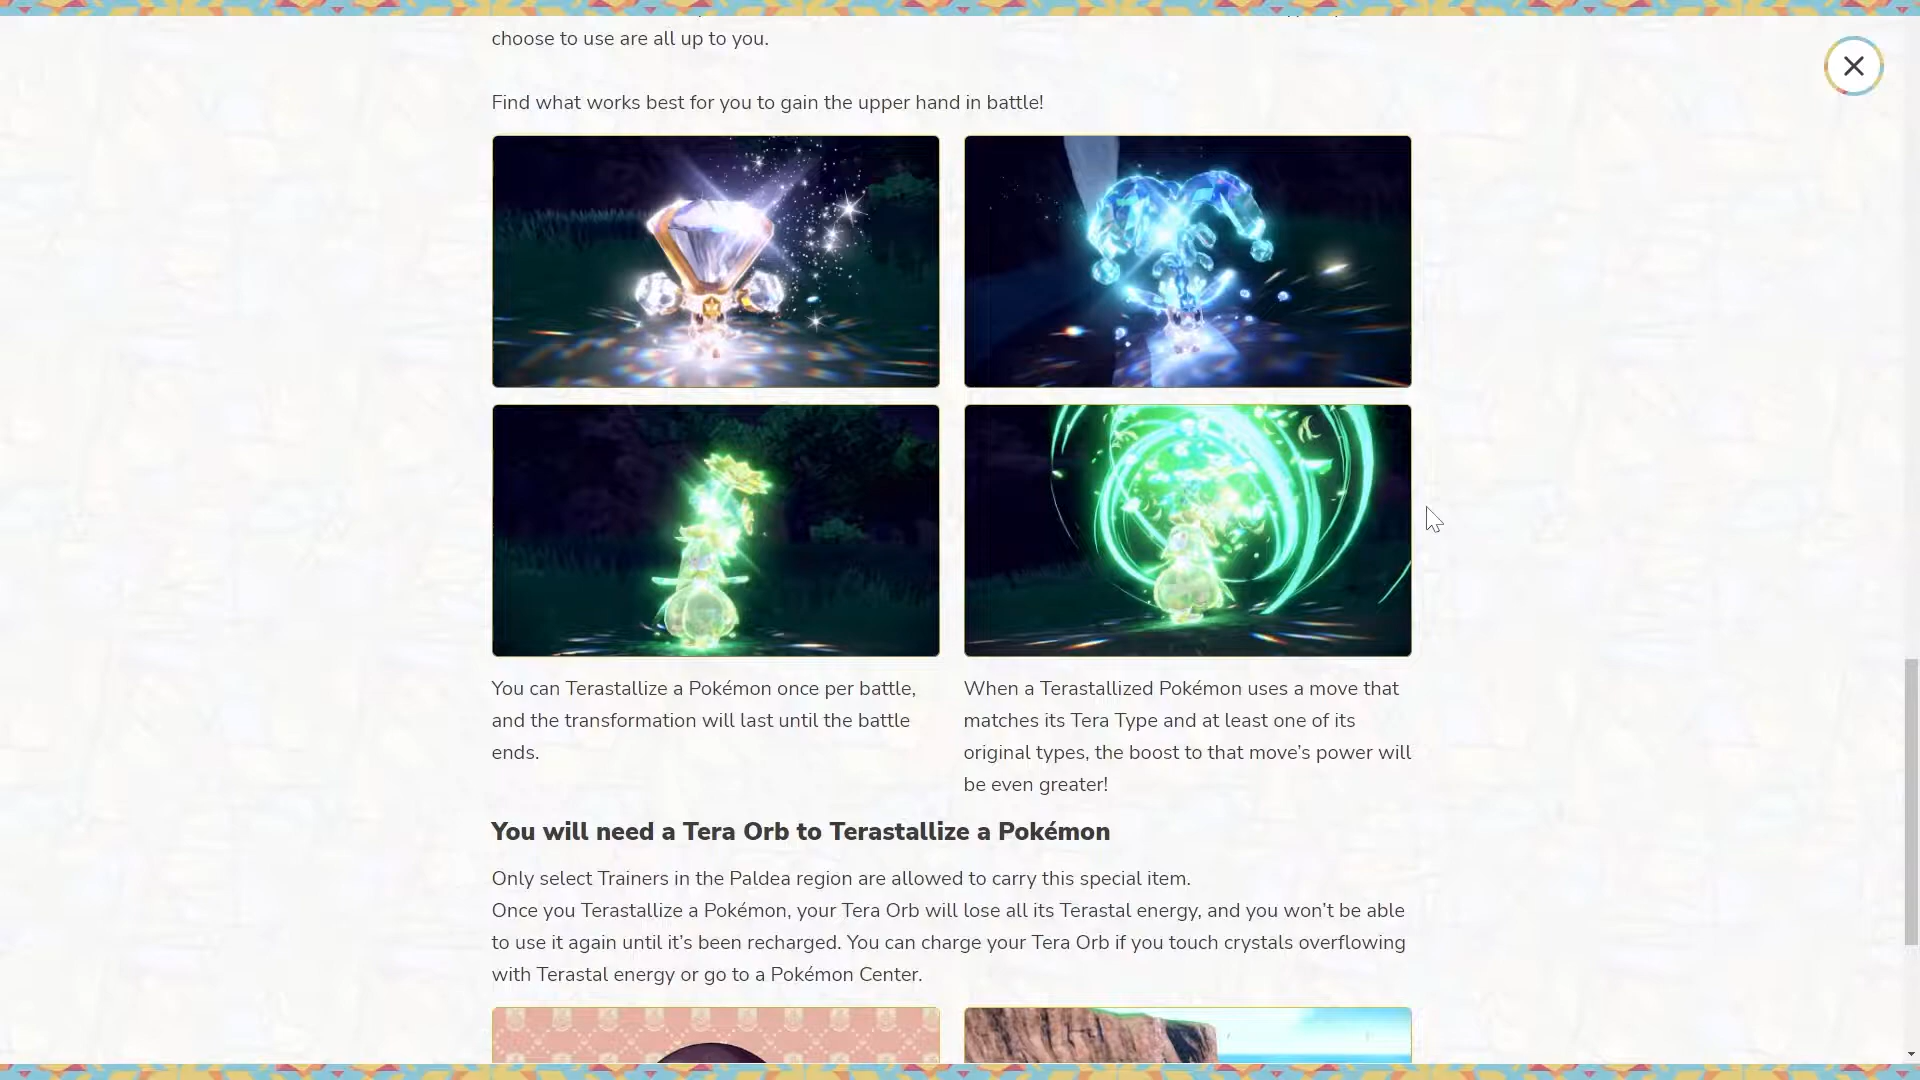 choose to use are all up to you.
Find what works best for you to gain the upper hand in battle!
You can Terastallize a Pokémon once per battle,
and the transformation will last until the battle
ends.
When a Terastallized Pokémon uses a move that
matches its Tera Type and at least one of its
original types, the boost to that move’s power will
be even greater!
You will need a Tera Orb to Terastallize a Pokémon
Only select Trainers in the Paldea region are allowed to carry this special item.
Once you Terastallize a Pokémon, your Tera Orb will lose all its Terastal energy, and you won’t be able
to use it again until it’s been recharged. You can charge your Tera Orb if you touch crystals overflowing
with Terastal energy or go to a Pokémon Center.